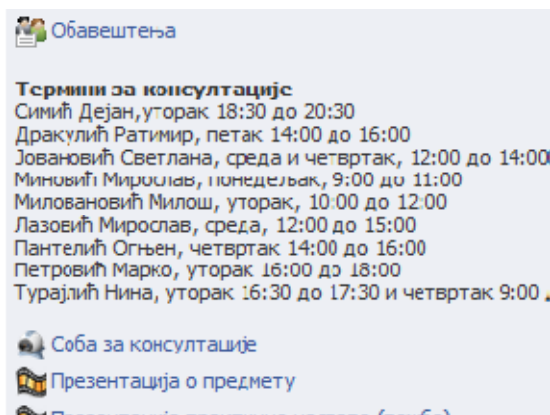 Обавештења
Термини за консултације
Симић Дејан,уторак 18:30 до 20:30
Дракулић Ратимир, петак 14:00 до 16:00
Јовановић Светлана, среда и четвртак, 12:00 до 14:00
Миновић Мирослав, понедељак, 9:00 до 11:00
Миловановић Милош, уторак, 10:00 до 12:00
Лазовић Мирослав, среда, 12:00 до 15:00
Пантелић Огњен, четвртак 14:00 до 16:00
Петровић Марко, уторак 16:00 до 18:00
Турајлић Нина, уторак 16:30 до 17:30 и четвртак 9:00
Соба за консултације
Презентација о предмету